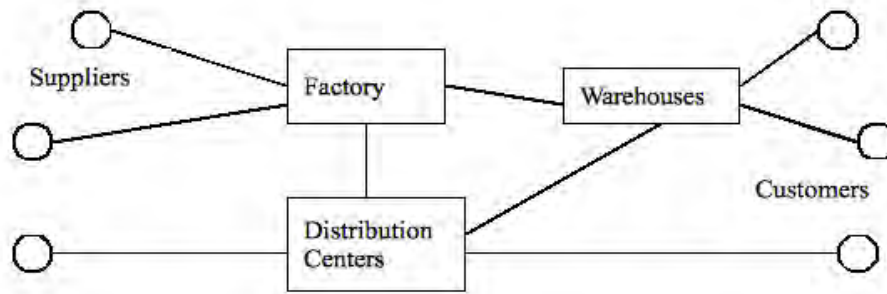 Suppliers
Factory
Warehouses
Customers
Distribution
Centers